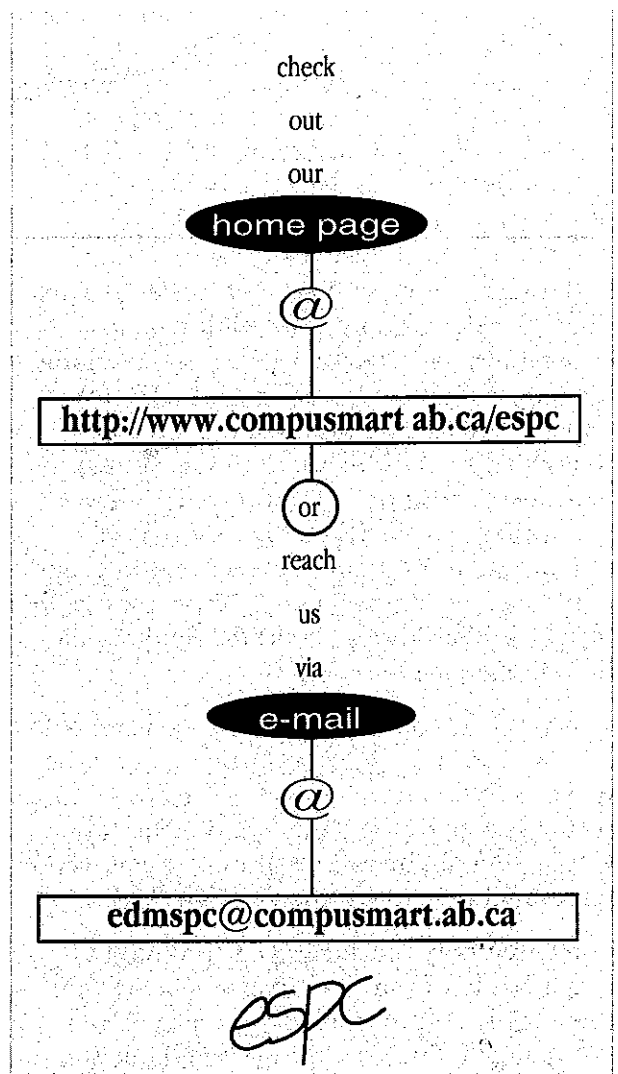 check
out
our
home page
@
http://www.compusmart ab.ca/espc
or
reach
us
via
e-mail
@
edmspc@compusmart.ab.ca
espc